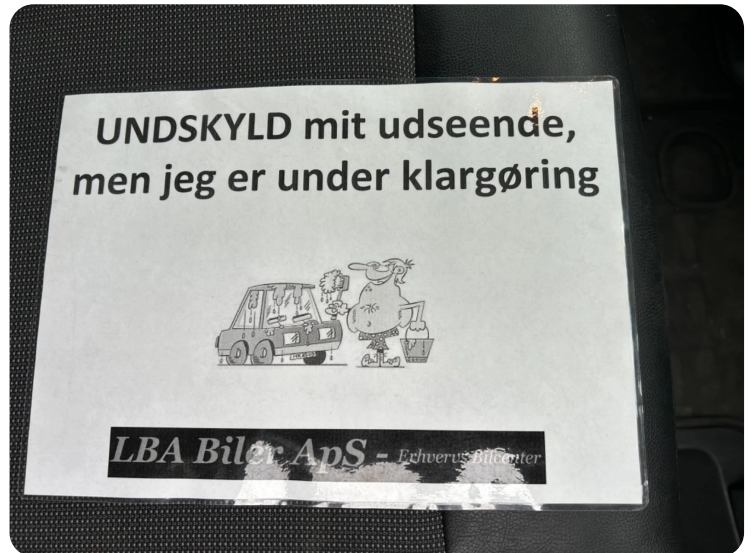 UNDSKYLD mit udseende,
men jeg er under klargøring
LBA Biler ApS - Erhvervs Bilcenter